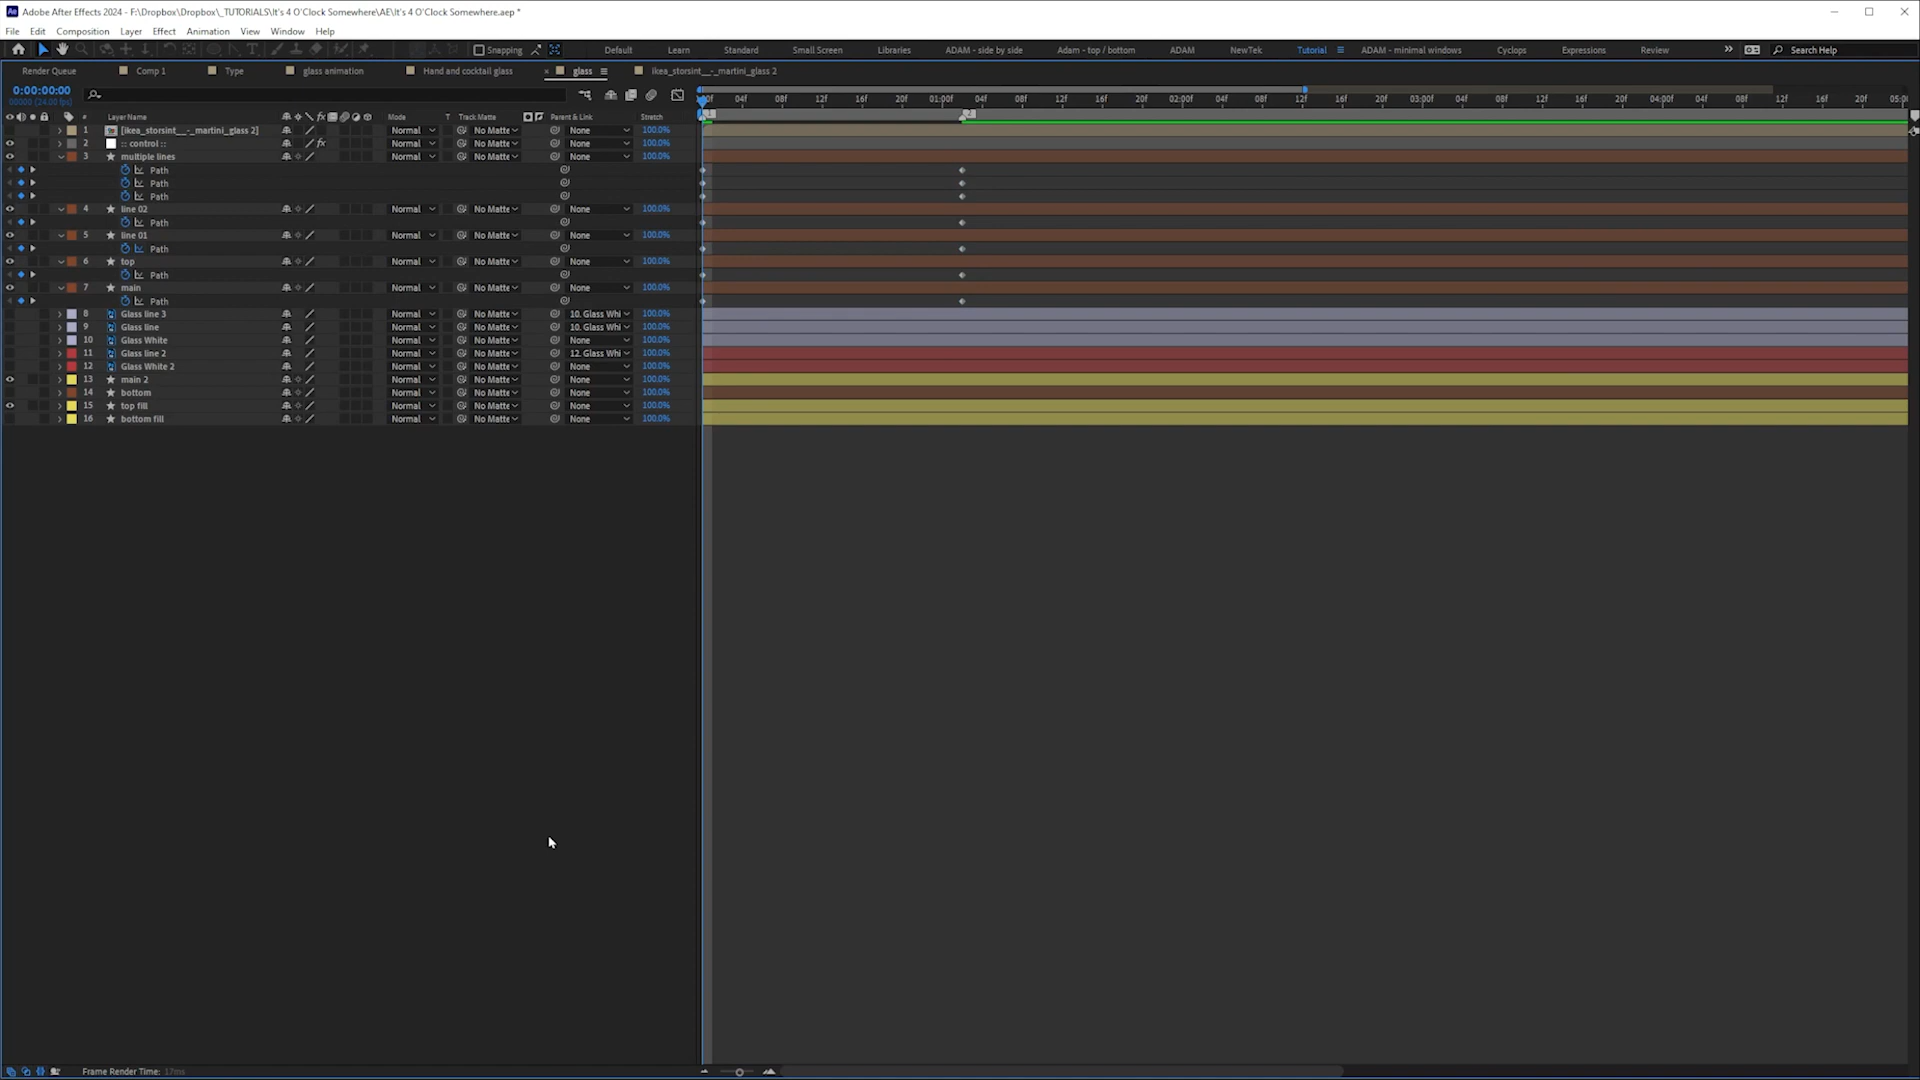 Adobe After Effects 2024 - F:\Dropbox\Dropbox\_TUTORIALS\It's 4 O'Clock Somewhere\AE\It's 4 O'Clock Somewhere.aep *
File Edit Composition Layer Effect Animation View Window Help
Snapping Default Learn Standard Small Screen Libraries ADAM - side by side Adam - top / bottom ADAM NewTek Tutorial ADAM - minimal windows Cyclops Expressions Review Search Help
Render Queue Comp 1 Type glass animation Hand and cocktail glass glass ikea_storsint__-_martini_glass 2
0:00:00:00
00000 (24.00 fps)
04f 08f 12f 16f 20f 01:00f 04f 08f 12f 16f 20f 02:00f 04f 08f 12f 16f 20f 03:00f 04f 08f 12f 16f 20f 04:00f 04f 08f 12f 16f 20f
# Layer Name Mode T Track Matte Parent & Link Stretch
1 [ikea_storsint__-_martini_glass 2] Normal No Matte None 100.0%
2 :: control :: fx Normal No Matte None 100.0%
3 multiple lines Normal No Matte None 100.0%
Path
Path
Path
4 line 02 Normal No Matte None 100.0%
Path
5 line 01 Normal No Matte None 100.0%
Path
6 top Normal No Matte None 100.0%
Path
7 main Normal No Matte None 100.0%
Path
8 Glass line 3 Normal No Matte 10. Glass Whi 100.0%
9 Glass line Normal No Matte 10. Glass Whi 100.0%
10 Glass White Normal No Matte None 100.0%
11 Glass line 2 Normal No Matte 12. Glass Whi 100.0%
12 Glass White 2 Normal No Matte None 100.0%
13 main 2 Normal No Matte None 100.0%
14 bottom Normal No Matte None 100.0%
15 top fill Normal No Matte None 100.0%
16 bottom fill Normal No Matte None 100.0%
Frame Render Time: 17ms